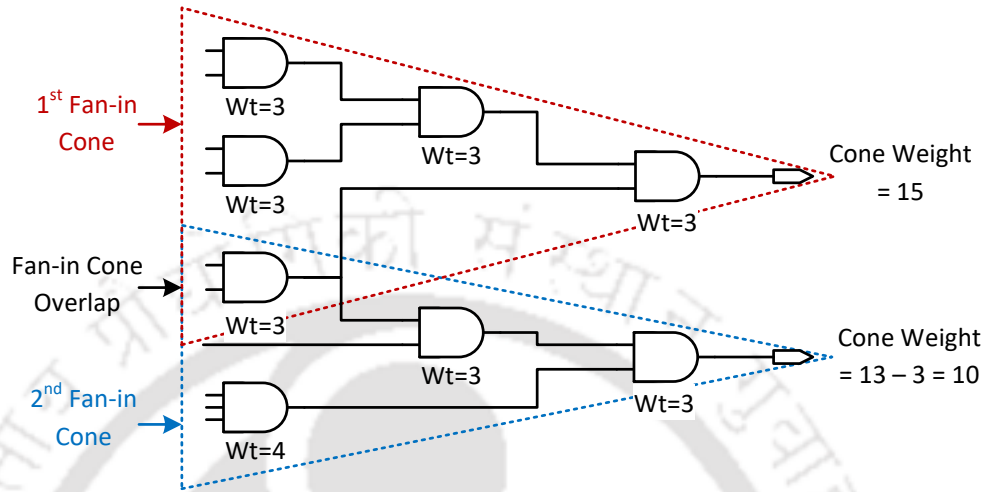 1st Fan-in
Cone
Wt=3
Wt=3
Wt=3
Wt=3
Cone Weight
= 15
Fan-in Cone
Overlap
Wt=3
Wt=3
Wt=3
Cone Weight
= 13 – 3 = 10
2nd Fan-in
Cone
Wt=4